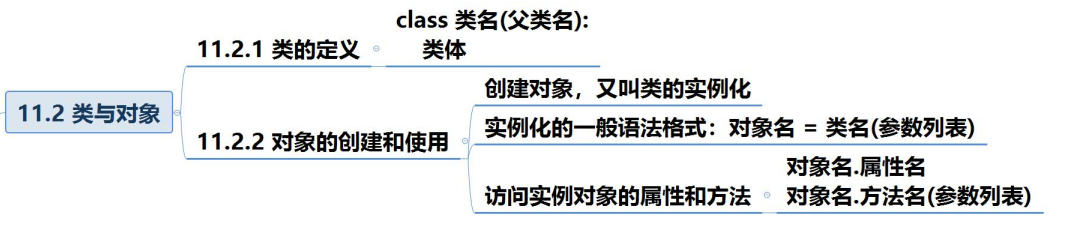 11.2 类与对象
11.2.1 类的定义
class 类名(父类名):
类体
11.2.2 对象的创建和使用
创建对象，又叫类的实例化
实例化的一般语法格式：对象名 = 类名(参数列表)
访问实例对象的属性和方法
对象名.属性名
对象名.方法名(参数列表)